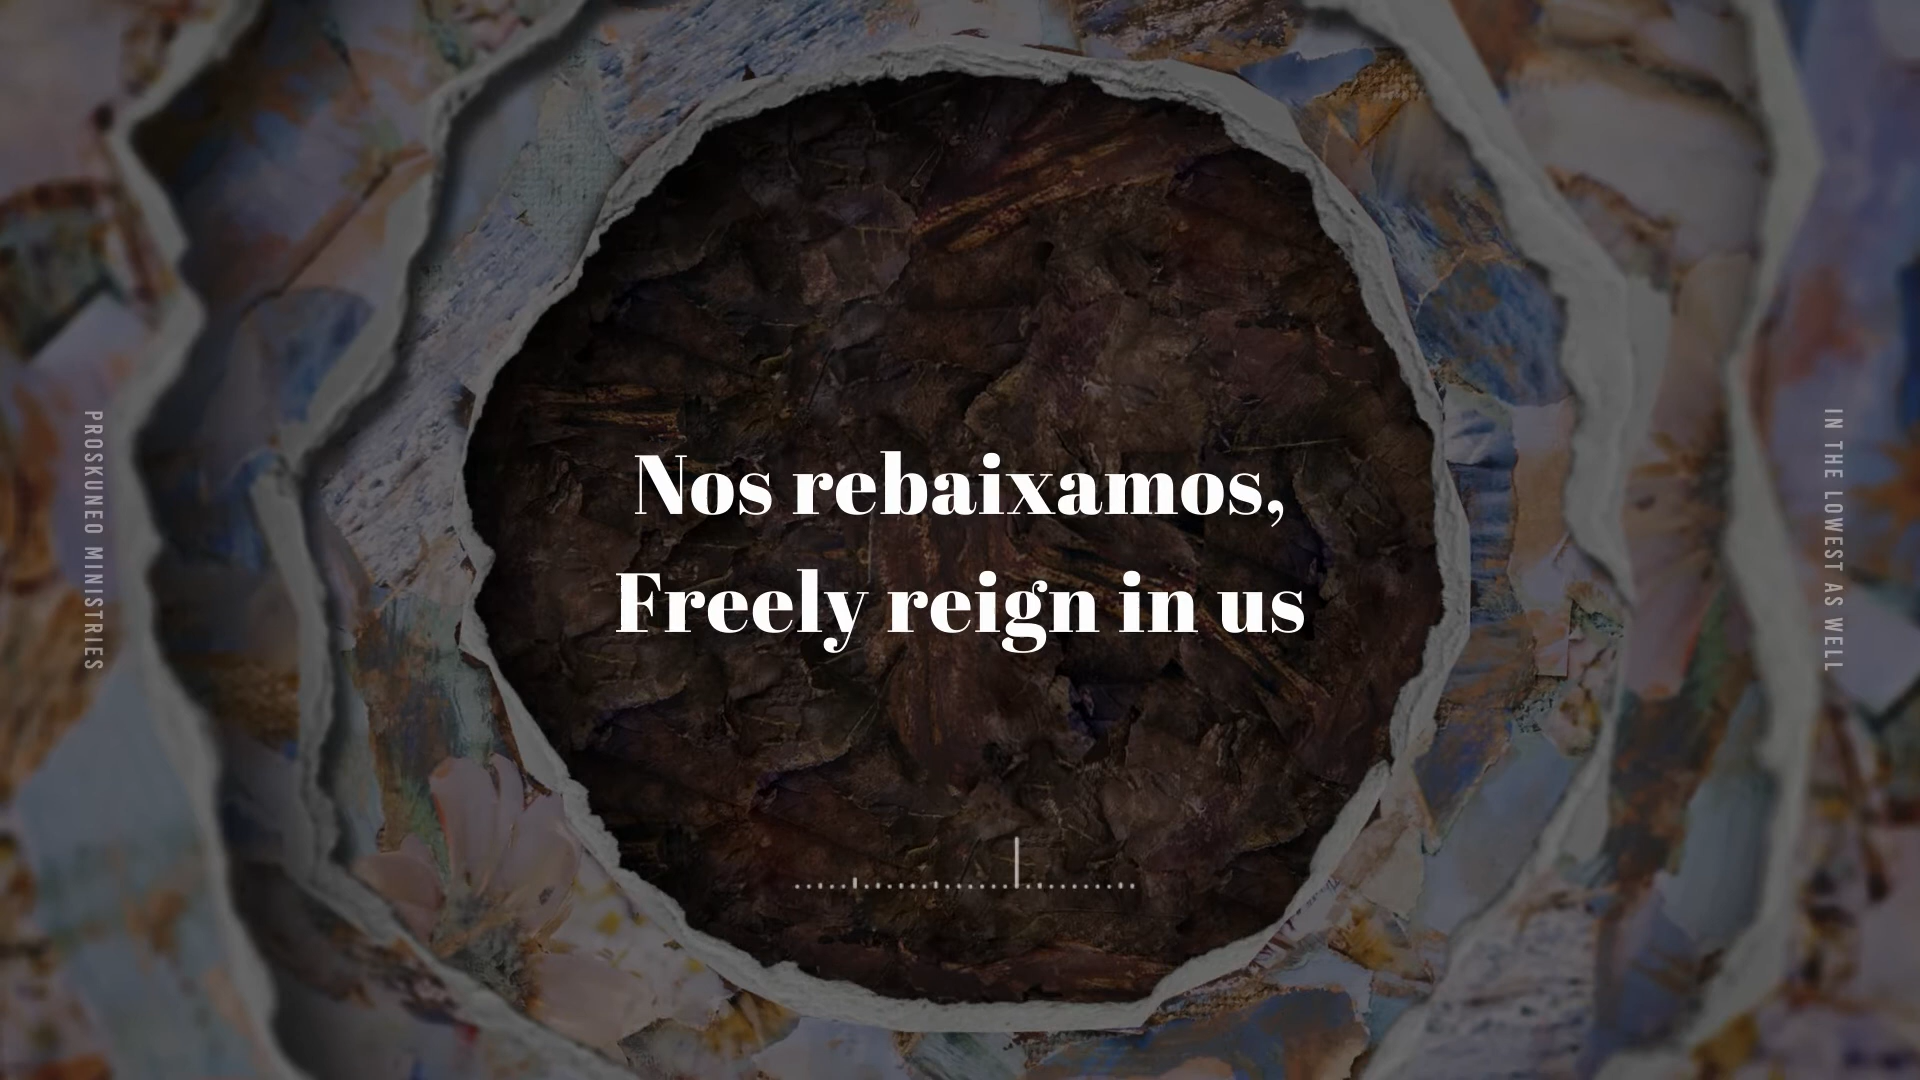 PROSKUNEO MINISTRIES
Nos rebaixamos,
Freely reign in us
IN THE LOWEST AS WELL